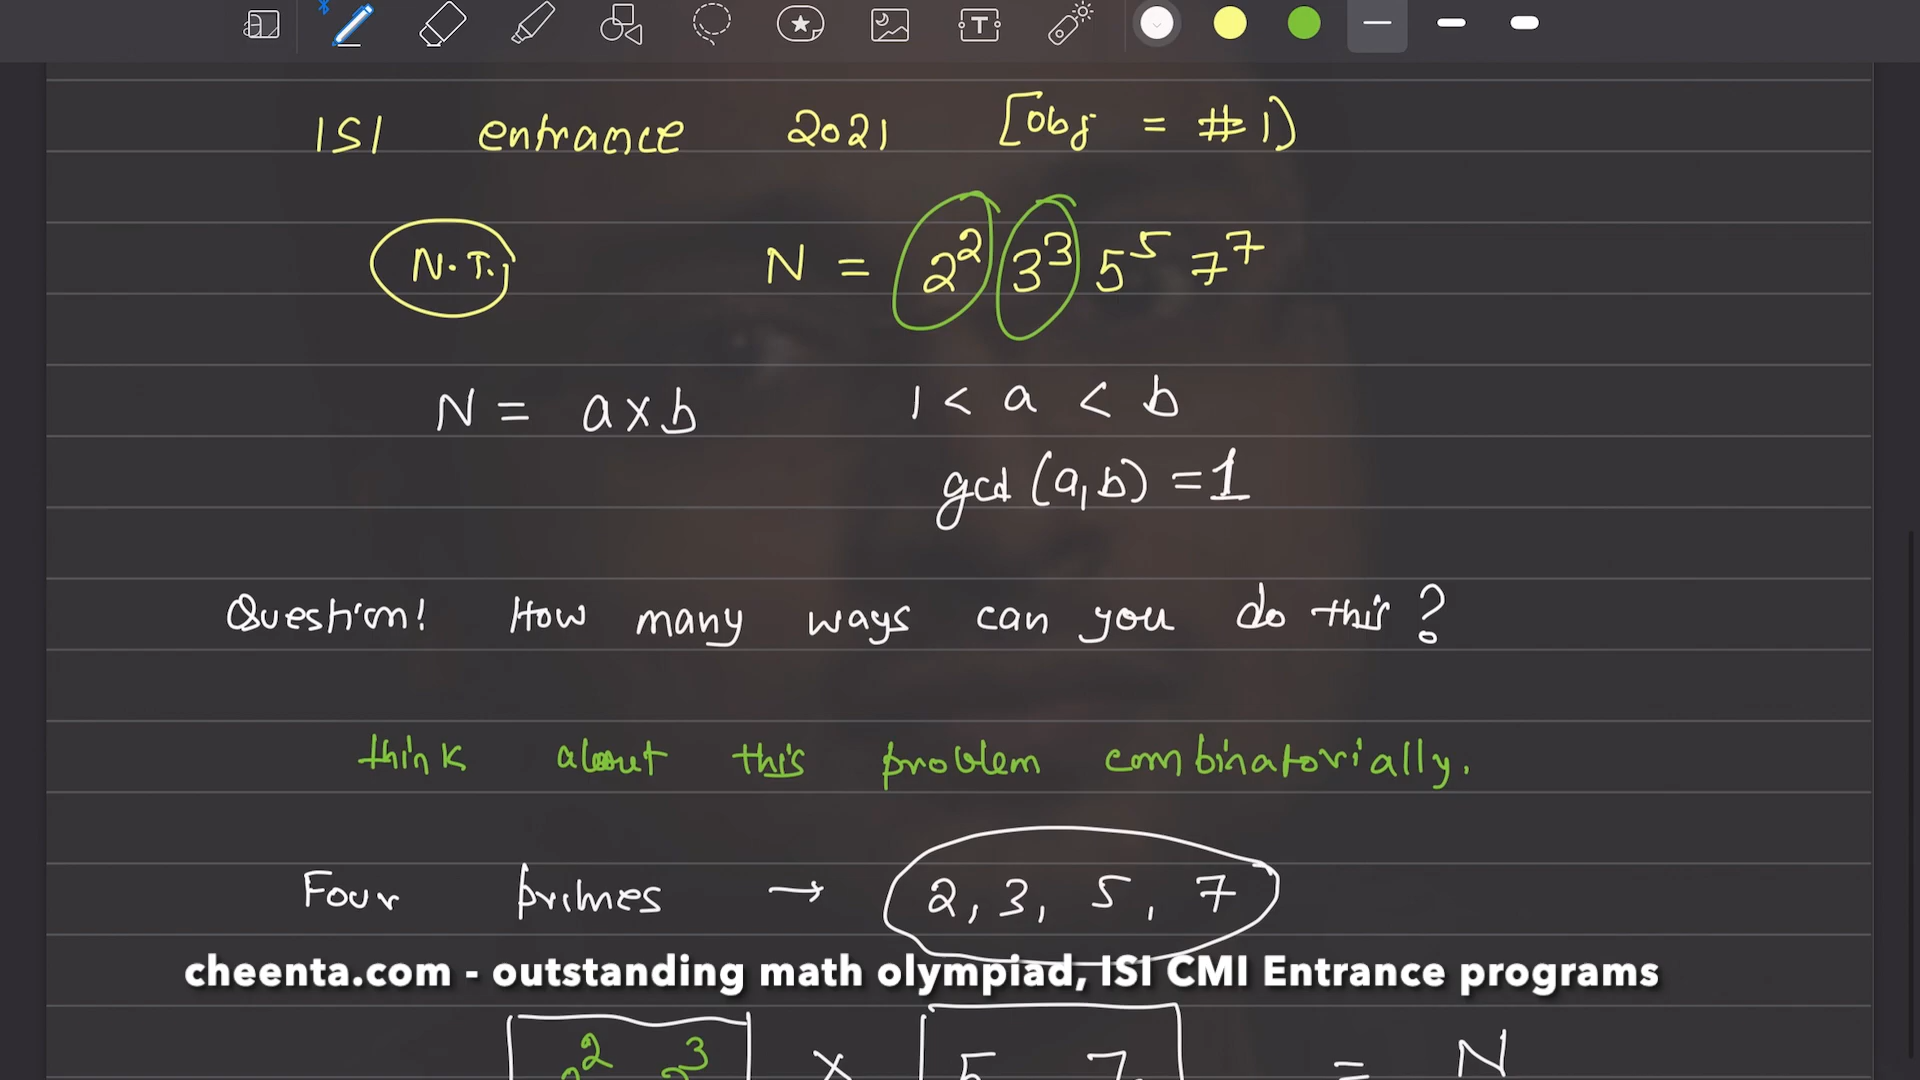 ISI entrance 2021 [obj = #1)
N.T. N = 2² 3³ 5⁵ 7⁷
N = a x b 1 < a < b
gcd (a,b) = 1
Question! How many ways can you do this?
think about this problem combinatorially.
Four primes → 2, 3, 5, 7
cheenta.com - outstanding math olympiad, ISI CMI Entrance programs
x = N